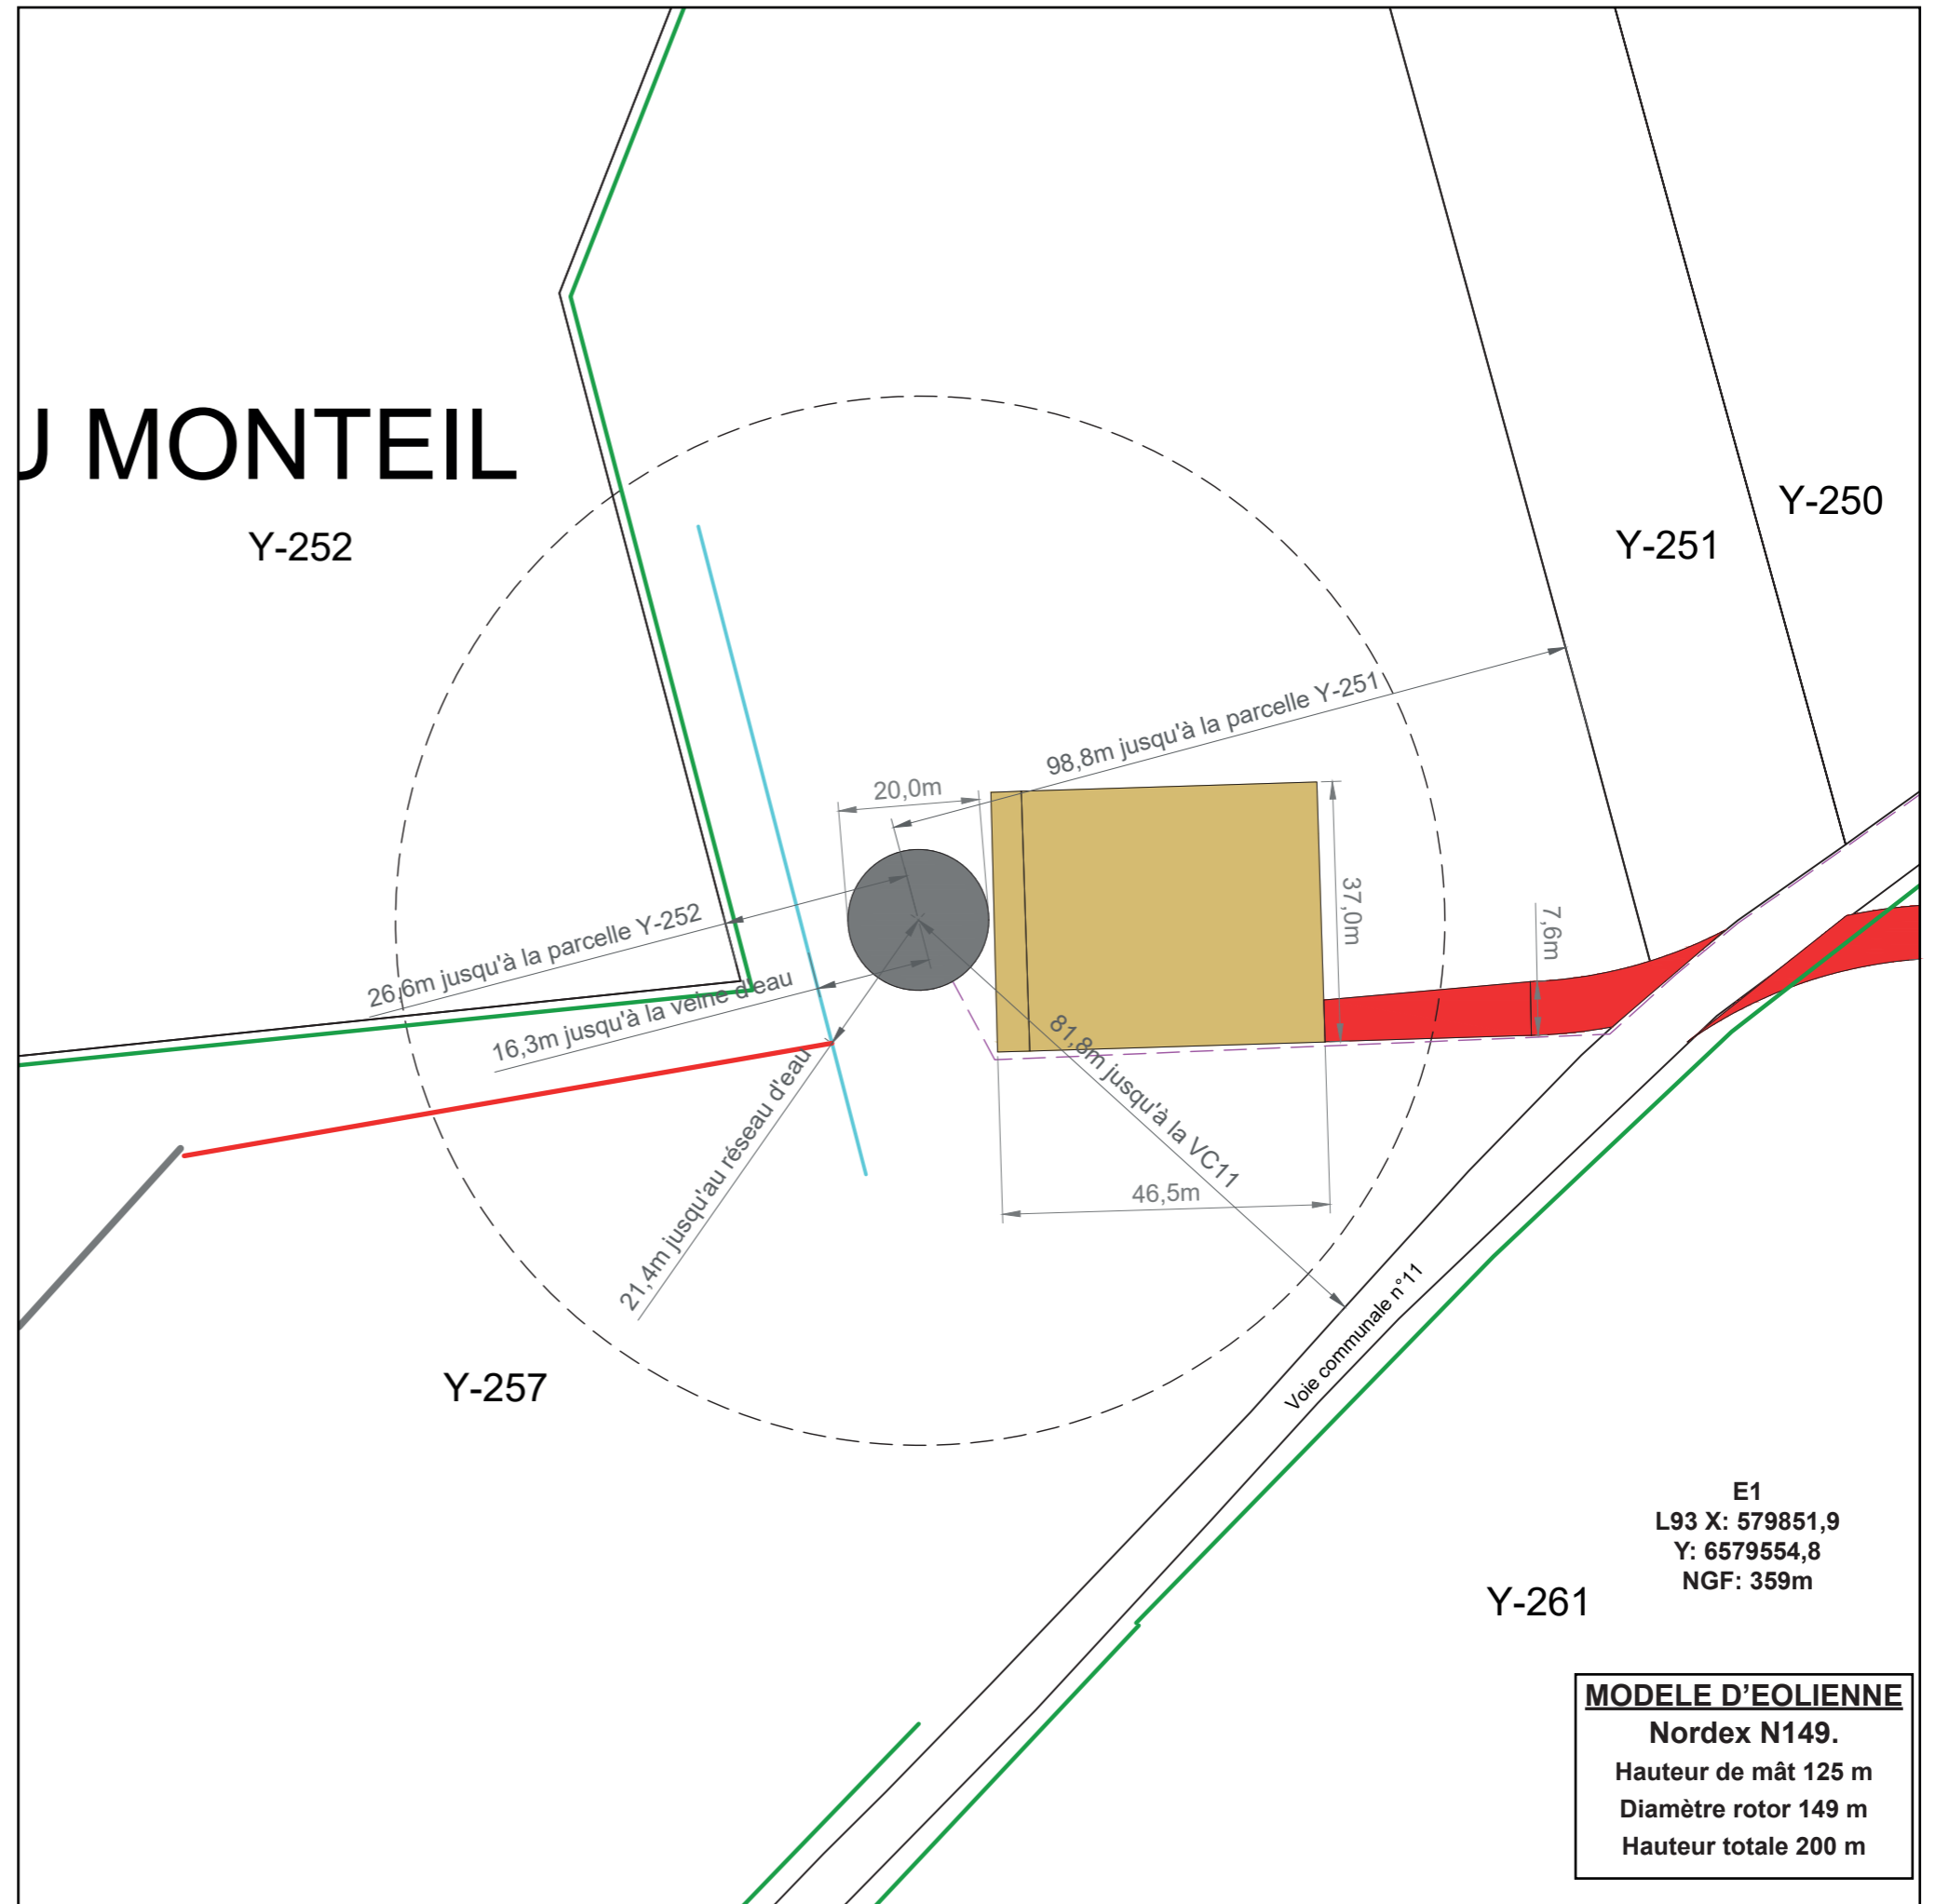 U MONTEIL
Y-252
Y-250
Y-251
98,8m jusqu'à la parcelle Y-251
20,0m
37,0m
7,6m
26,6m jusqu'à la parcelle Y-252
16,3m jusqu'à la veine d'eau
21,4m jusqu'au réseau d'eau
81,8m jusqu'à la VC11
46,5m
Voie communale n°11
Y-257
E1
L93 X: 579851,9
Y: 6579554,8
NGF: 359m
Y-261
MODELE D’EOLIENNE
Nordex N149.
Hauteur de mât 125 m
Diamètre rotor 149 m
Hauteur totale 200 m